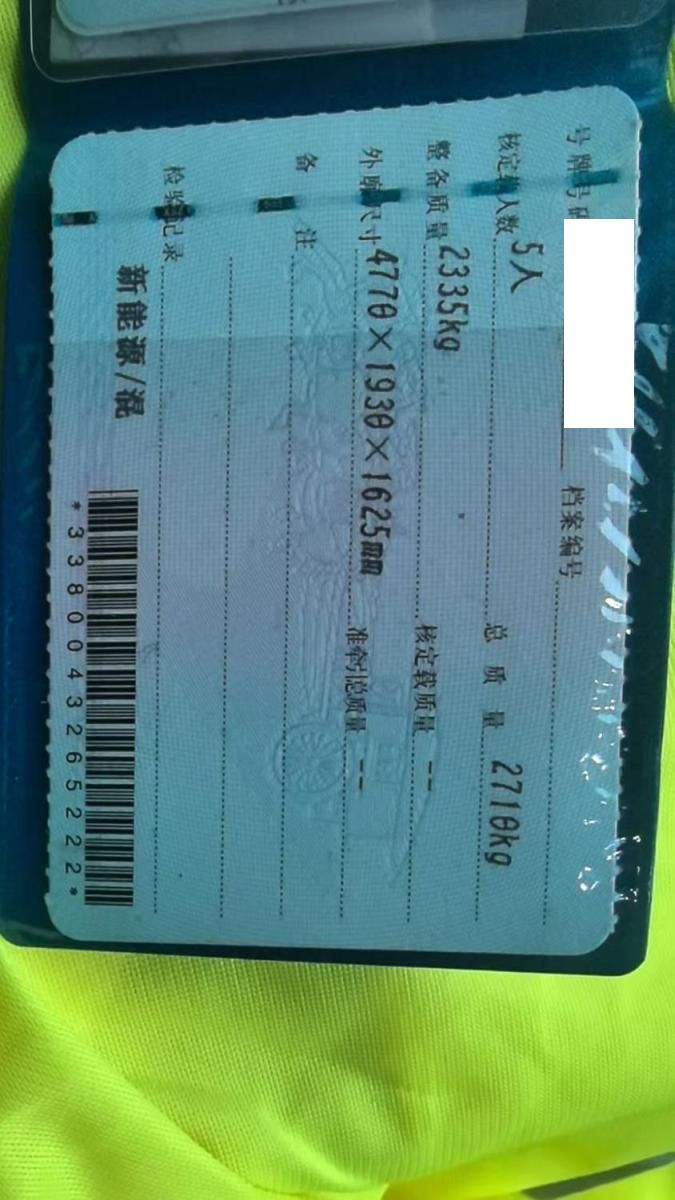 号牌号码 档案编号
核定载人数 5人 总质量 2710kg
整备质量 2335kg 核定载质量 --
外廓尺寸 4770×1930×1625mm 准牵引总质量 --
备注
检验记录
新能源/混
*3380043265222*